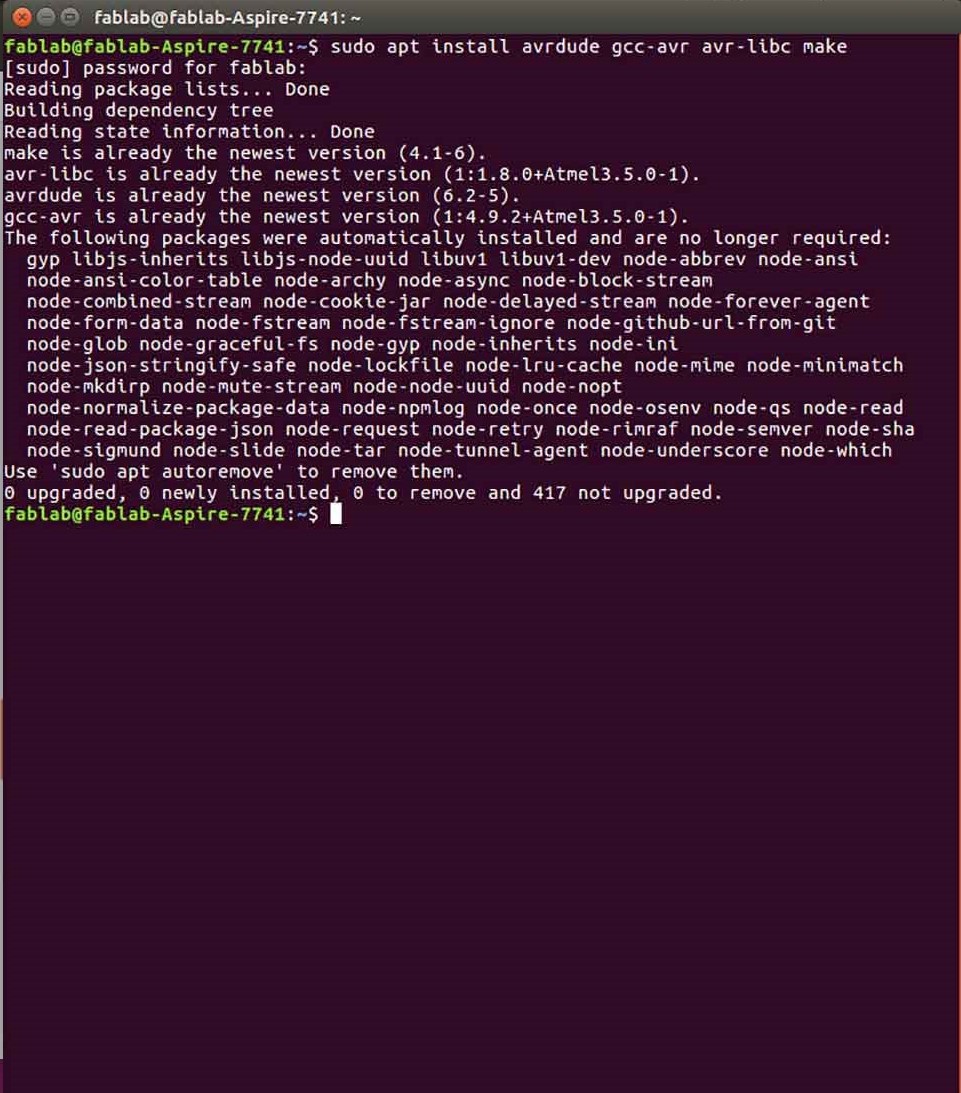 fablab@fablab-Aspire-7741: ~
fablab@fablab-Aspire-7741:~$ sudo apt install avrdude gcc-avr avr-libc make
[sudo] password for fablab:
Reading package lists... Done
Building dependency tree
Reading state information... Done
make is already the newest version (4.1-6).
avr-libc is already the newest version (1:1.8.0+Atmel3.5.0-1).
avrdude is already the newest version (6.2-5).
gcc-avr is already the newest version (1:4.9.2+Atmel3.5.0-1).
The following packages were automatically installed and are no longer required:
  gyp libjs-inherits libjs-node-uuid libuv1 libuv1-dev node-abbrev node-ansi
  node-ansi-color-table node-archy node-async node-block-stream
  node-combined-stream node-cookie-jar node-delayed-stream node-forever-agent
  node-form-data node-fstream node-fstream-ignore node-github-url-from-git
  node-glob node-graceful-fs node-gyp node-inherits node-ini
  node-json-stringify-safe node-lockfile node-lru-cache node-mime node-minimatch
  node-mkdirp node-mute-stream node-node-uuid node-nopt
  node-normalize-package-data node-npmlog node-once node-osenv node-qs node-read
  node-read-package-json node-request node-retry node-rimraf node-semver node-sha
  node-sigmund node-slide node-tar node-tunnel-agent node-underscore node-which
Use 'sudo apt autoremove' to remove them.
0 upgraded, 0 newly installed, 0 to remove and 417 not upgraded.
fablab@fablab-Aspire-7741:~$